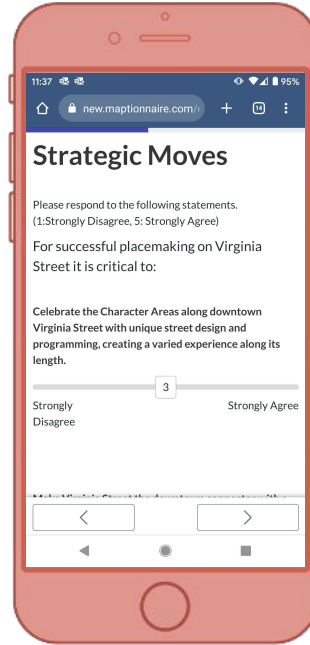 11:37
14
95%
new.maptionnaire.com/
Strategic Moves
Please respond to the following statements.
(1:Strongly Disagree, 5: Strongly Agree)
For successful placemaking on Virginia
Street it is critical to:
Celebrate the Character Areas along downtown
Virginia Street with unique street design and
programming, creating a varied experience along its
length.
3
Strongly
Disagree
Strongly Agree